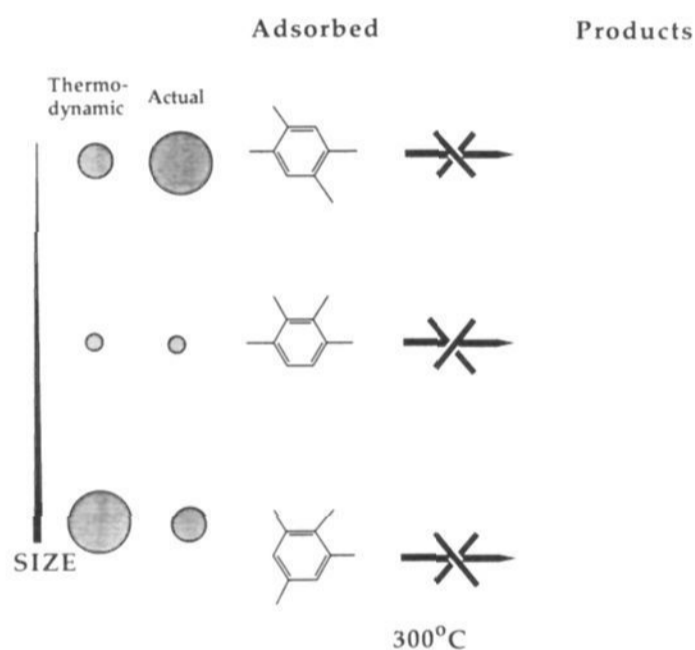 Adsorbed Products
Thermo-
dynamic Actual
SIZE
300°C